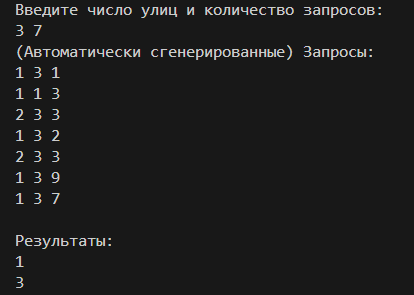 Введите число улиц и количество запросов:
3 7
(Автоматически сгенерированные) Запросы:
1 3 1
1 1 3
2 3 3
1 3 2
2 3 3
1 3 9
1 3 7
Результаты:
1
3